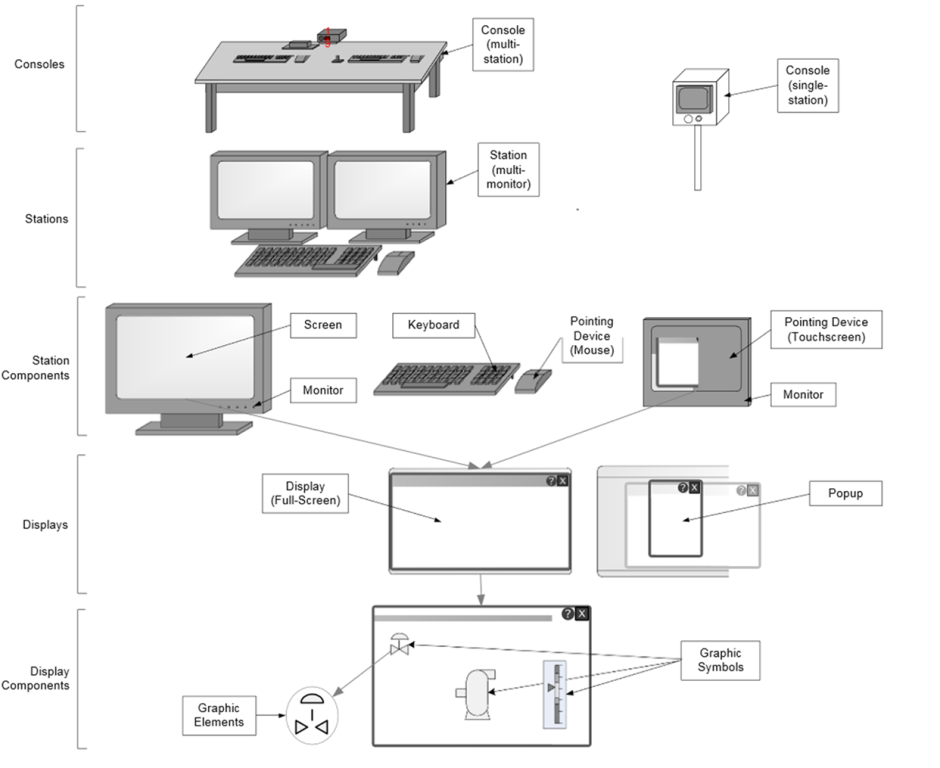 Consoles
Console
(multi-
station)
Console
(single-
station)
Stations
Station
(multi-
monitor)
Station
Components
Screen
Monitor
Keyboard
Pointing
Device
(Mouse)
Pointing Device
(Touchscreen)
Monitor
Displays
Display
(Full-Screen)
? X
? X
? X
Popup
Display
Components
? X
Graphic
Symbols
Graphic
Elements